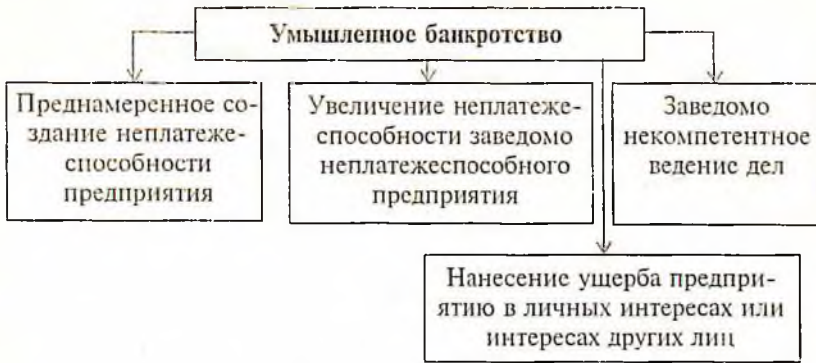 Умышленное банкротство
Преднамеренное со-
здание неплатеже-
способности
предприятия
Увеличение неплатеже-
способности заведомо
неплатежеспособного
предприятия
Заведомо
некомпетентное
ведение дел
Нанесение ущерба предпри-
ятию в личных интересах или
интересах других лиц